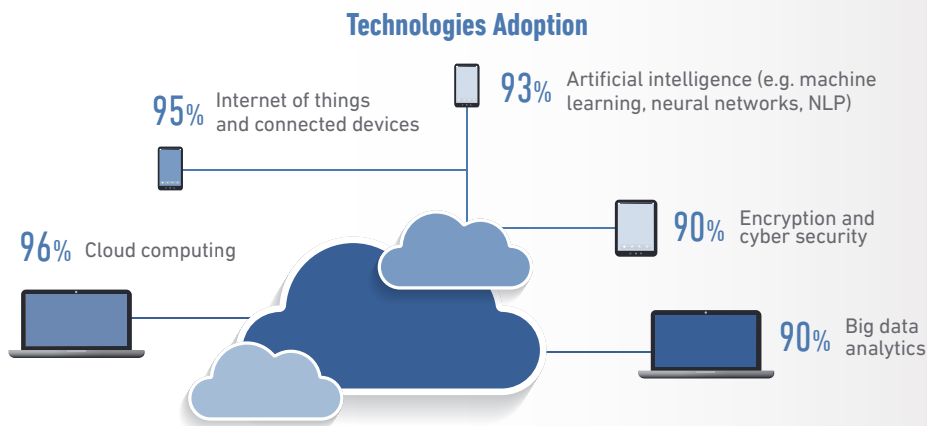 Technologies Adoption
93% Artificial intelligence (e.g. machine
learning, neural networks, NLP)
95% Internet of things
and connected devices
90% Encryption and
cyber security
96% Cloud computing
90% Big data
analytics